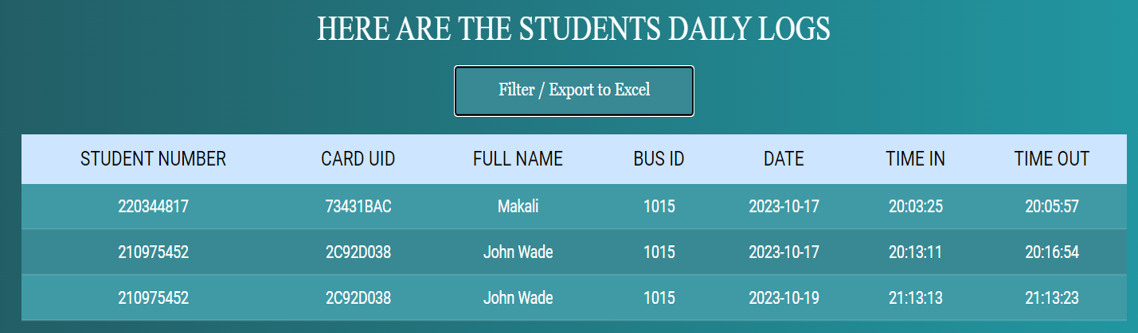 HERE ARE THE STUDENTS DAILY LOGS
Filter / Export to Excel
STUDENT NUMBER CARD UID FULL NAME BUS ID DATE TIME IN TIME OUT
220344817 73431BAC Makali 1015 2023-10-17 20:03:25 20:05:57
210975452 2C92D038 John Wade 1015 2023-10-17 20:13:11 20:16:54
210975452 2C92D038 John Wade 1015 2023-10-19 21:13:13 21:13:23